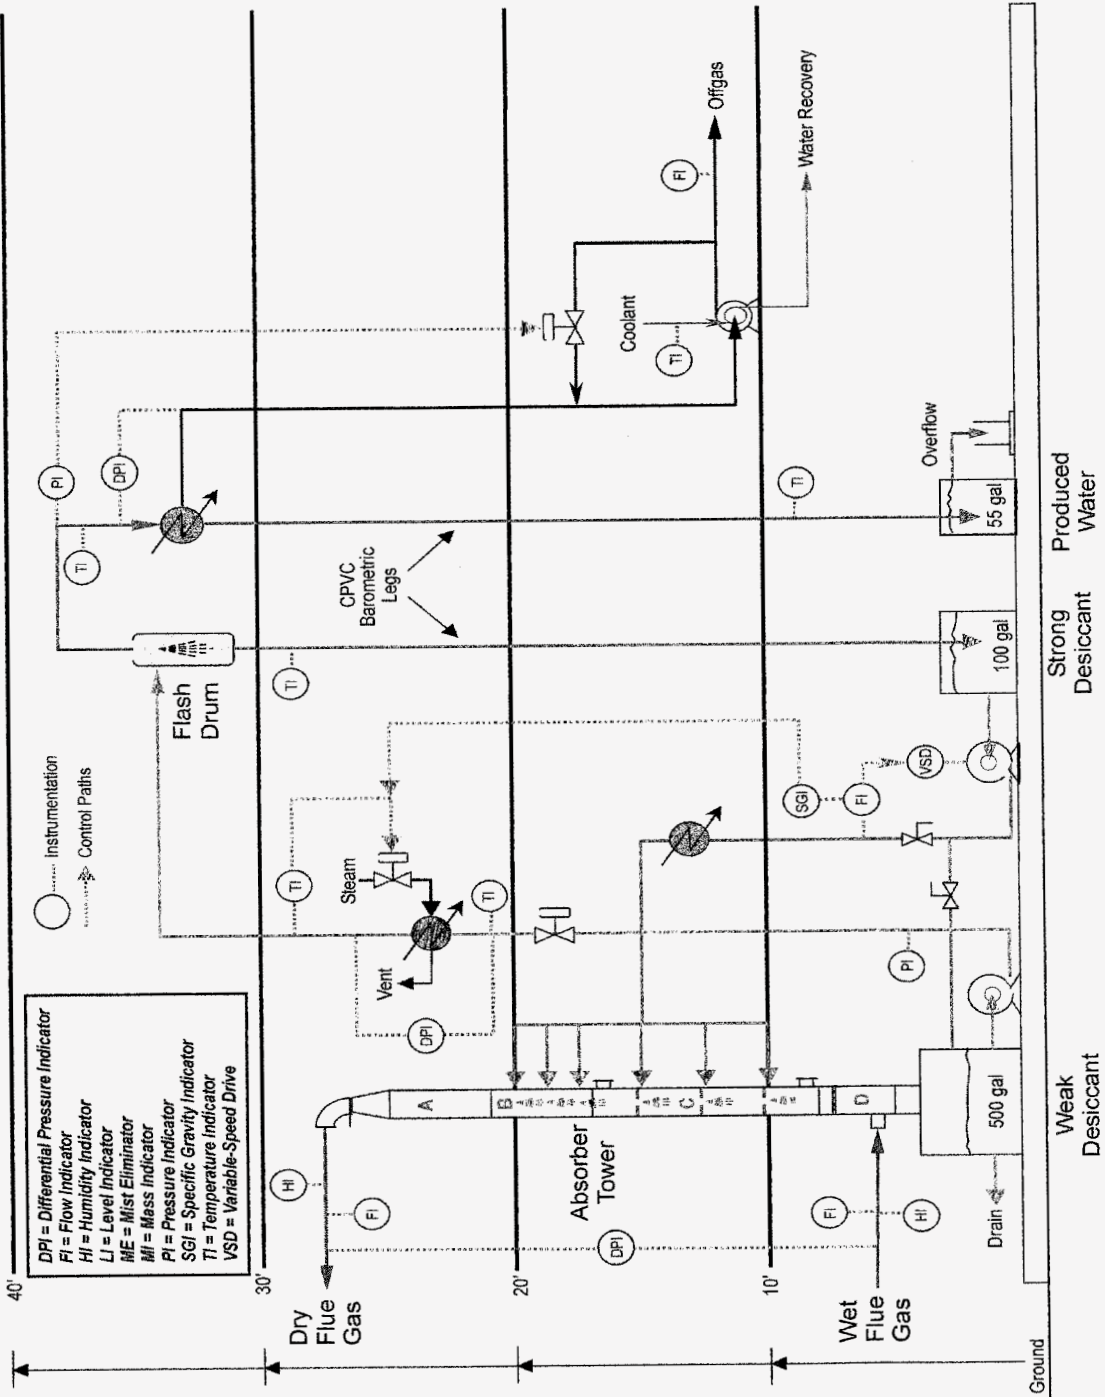 40'
30'
20'
10'
Ground
DPI = Differential Pressure Indicator
FI = Flow Indicator
HI = Humidity Indicator
LI = Level Indicator
ME = Mist Eliminator
MI = Mass Indicator
PI = Pressure Indicator
SGI = Specific Gravity Indicator
TI = Temperature Indicator
VSD = Variable-Speed Drive
Instrumentation
Control Paths
Flash
Drum
PI
TI
DPI
CPVC
Barometric
Legs
TI
TI
Steam
Vent
TI
DPI
Coolant
TI
FI
Offgas
Water Recovery
HI
FI
Dry
Flue
Gas
DPI
Absorber
Tower
A
B
C
D
Wet
Flue
Gas
FI
HI
Drain
500 gal
PI
SGI
FI
VSD
100 gal
TI
55 gal
Overflow
Weak
Desiccant
Strong
Desiccant
Produced
Water